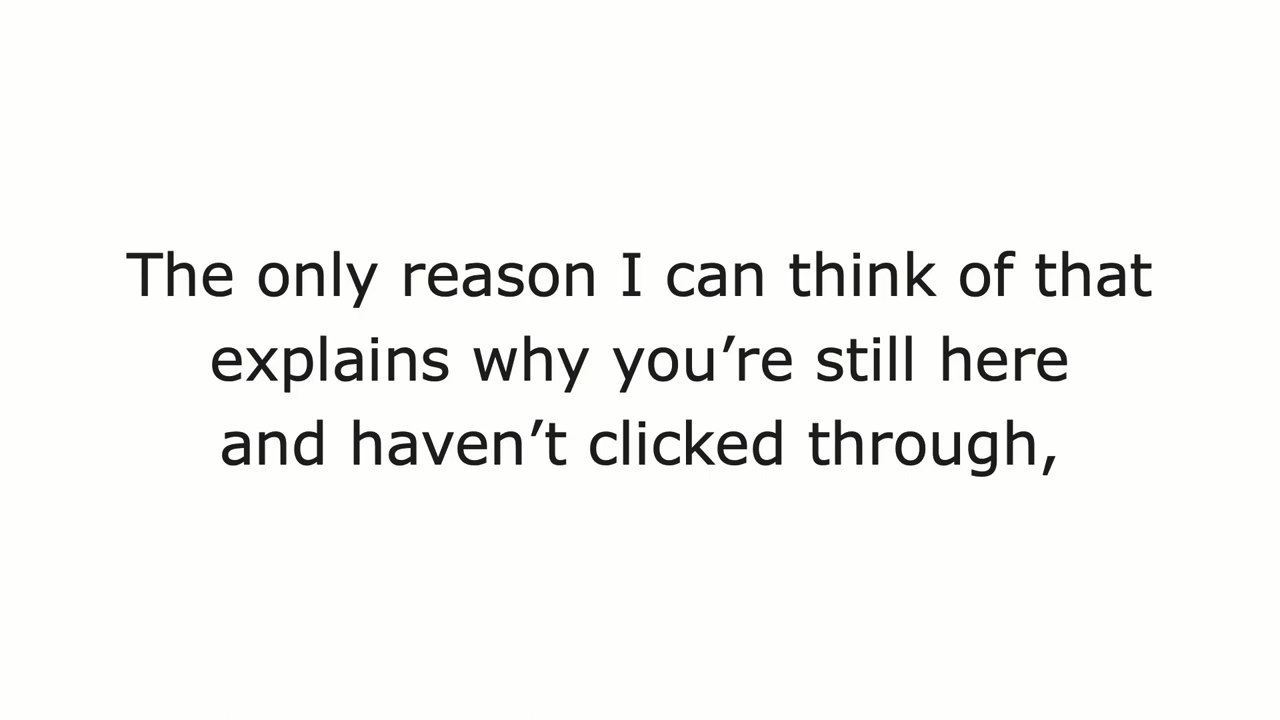 The only reason I can think of that
explains why you’re still here
and haven’t clicked through,